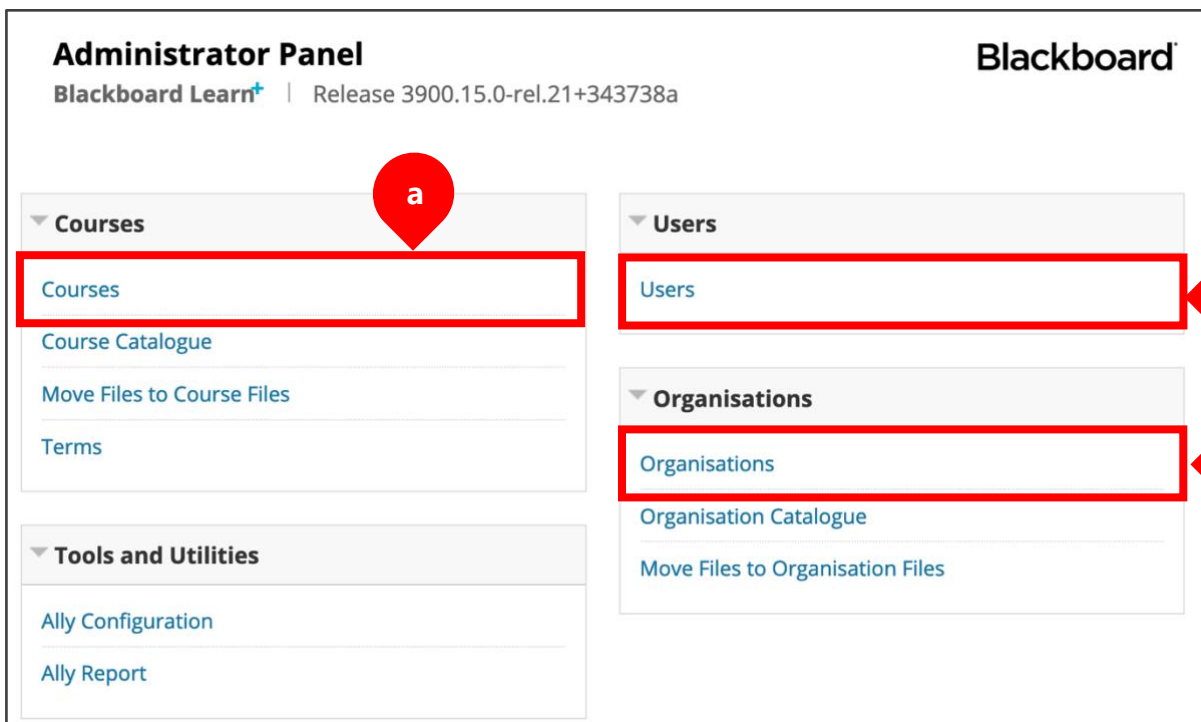 Administrator Panel
Blackboard
Blackboard Learn+ | Release 3900.15.0-rel.21+343738a
a
Courses
Courses
Course Catalogue
Move Files to Course Files
Terms
Tools and Utilities
Ally Configuration
Ally Report
Users
Users
Organisations
Organisations
Organisation Catalogue
Move Files to Organisation Files